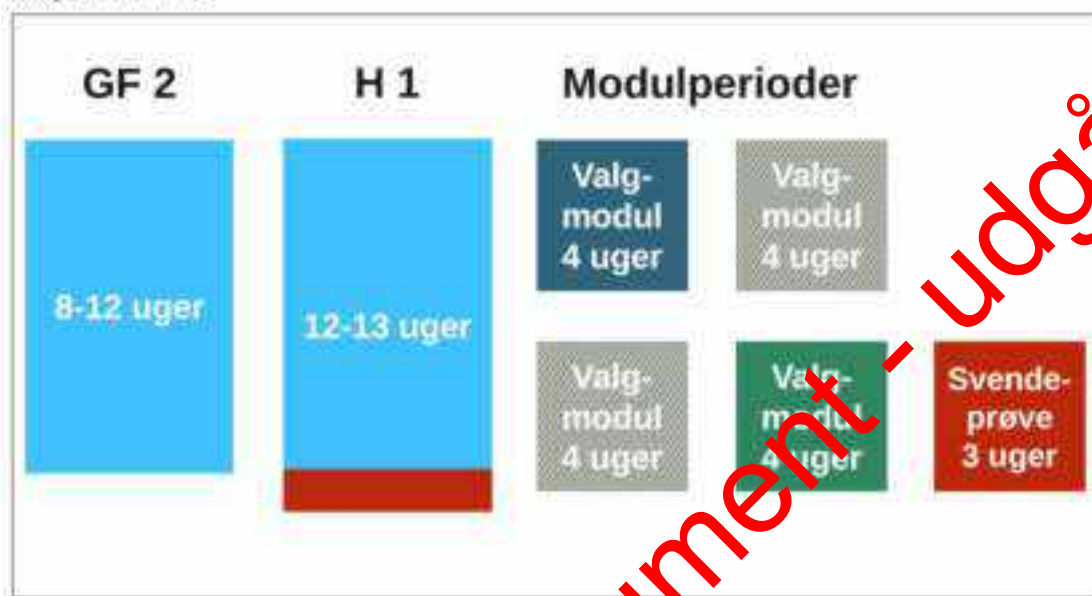 GF 2
H 1
Modulperioder
8-12 uger
12-13 uger
Valg-
modul
4 uger
Valg-
modul
4 uger
Valg-
modul
4 uger
Valg-
modul
4 uger
Svende-
prøve
3 uger
ument - udgå